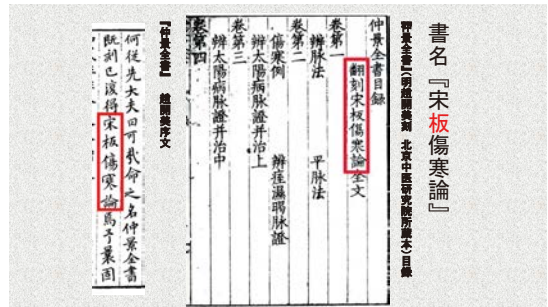 書名『宋板傷寒論』
『仲景全書』(明趙開美刻 北京中医研究院所蔵本)目録
仲景全書目録
翻刻宋板傷寒論全文
卷第一
辨脉法 平脉法
卷第二
傷寒例 辨痓濕暍脉證
辨太陽病脉證并治上
卷第三
辨太陽病脉證并治中
卷第四
『仲景全書』 趙開美序文
何從先大夫曰可哉命之名仲景全書
既刻已復得宋板傷寒論焉予曩固